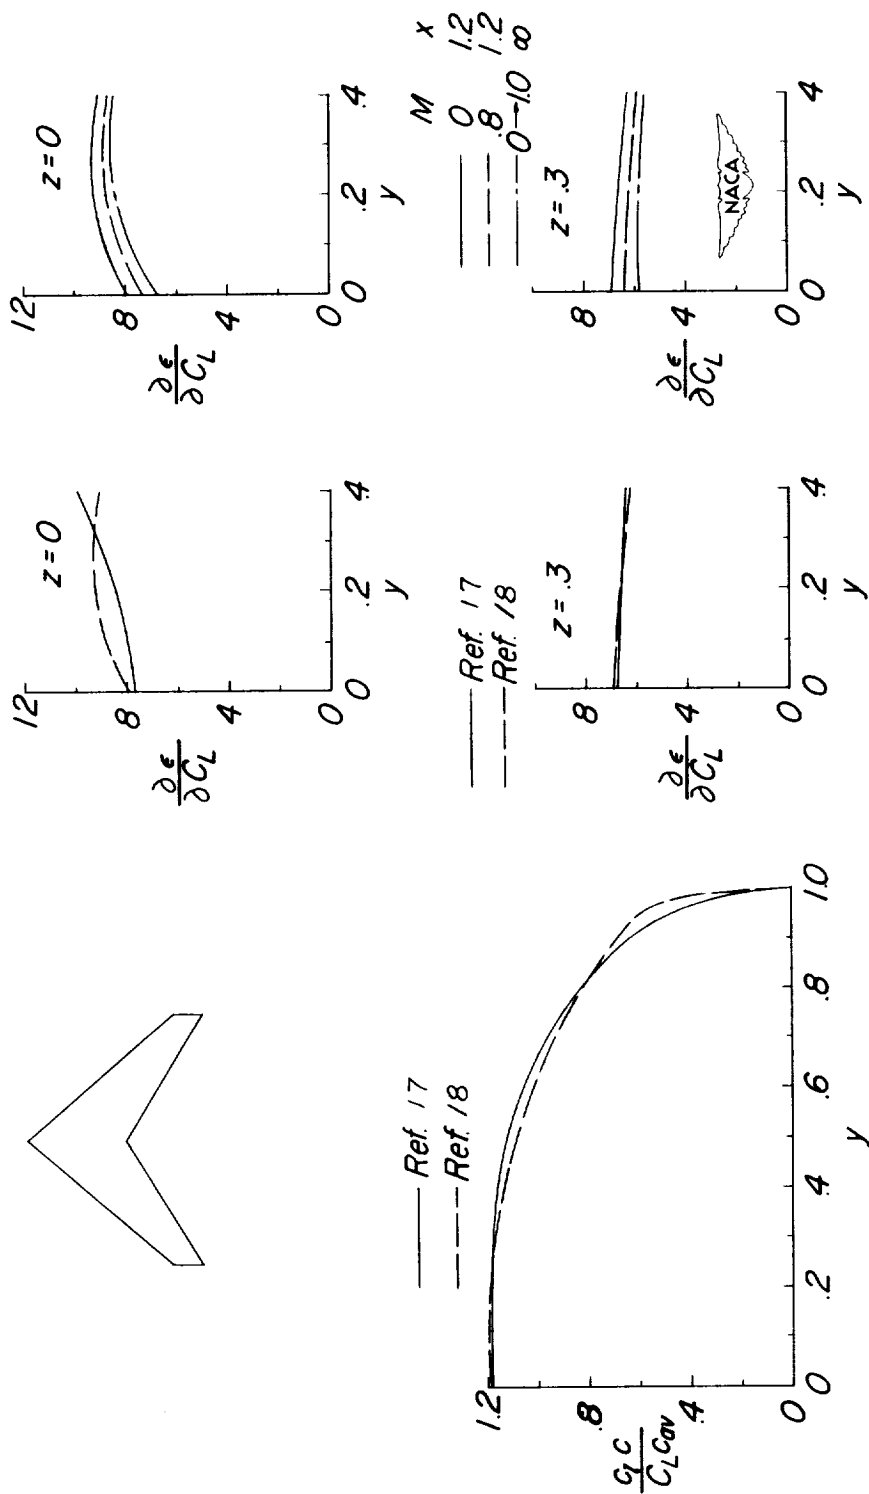 Ref. 17
Ref. 18
c_l c
C_L c_av
1.2
.8
.4
0
0
.2
.4
.6
.8
1.0
y
z=0
∂ε
∂C_L
12
8
4
0
0
.2
.4
y
Ref. 17
Ref. 18
z=.3
∂ε
∂C_L
8
4
0
0
.2
.4
y
z=0
∂ε
∂C_L
12
8
4
0
0
.2
.4
y
M x
0 1.2
.8 1.2
0→1.0 ∞
z=.3
∂ε
∂C_L
8
4
0
0
.2
.4
y
NACA